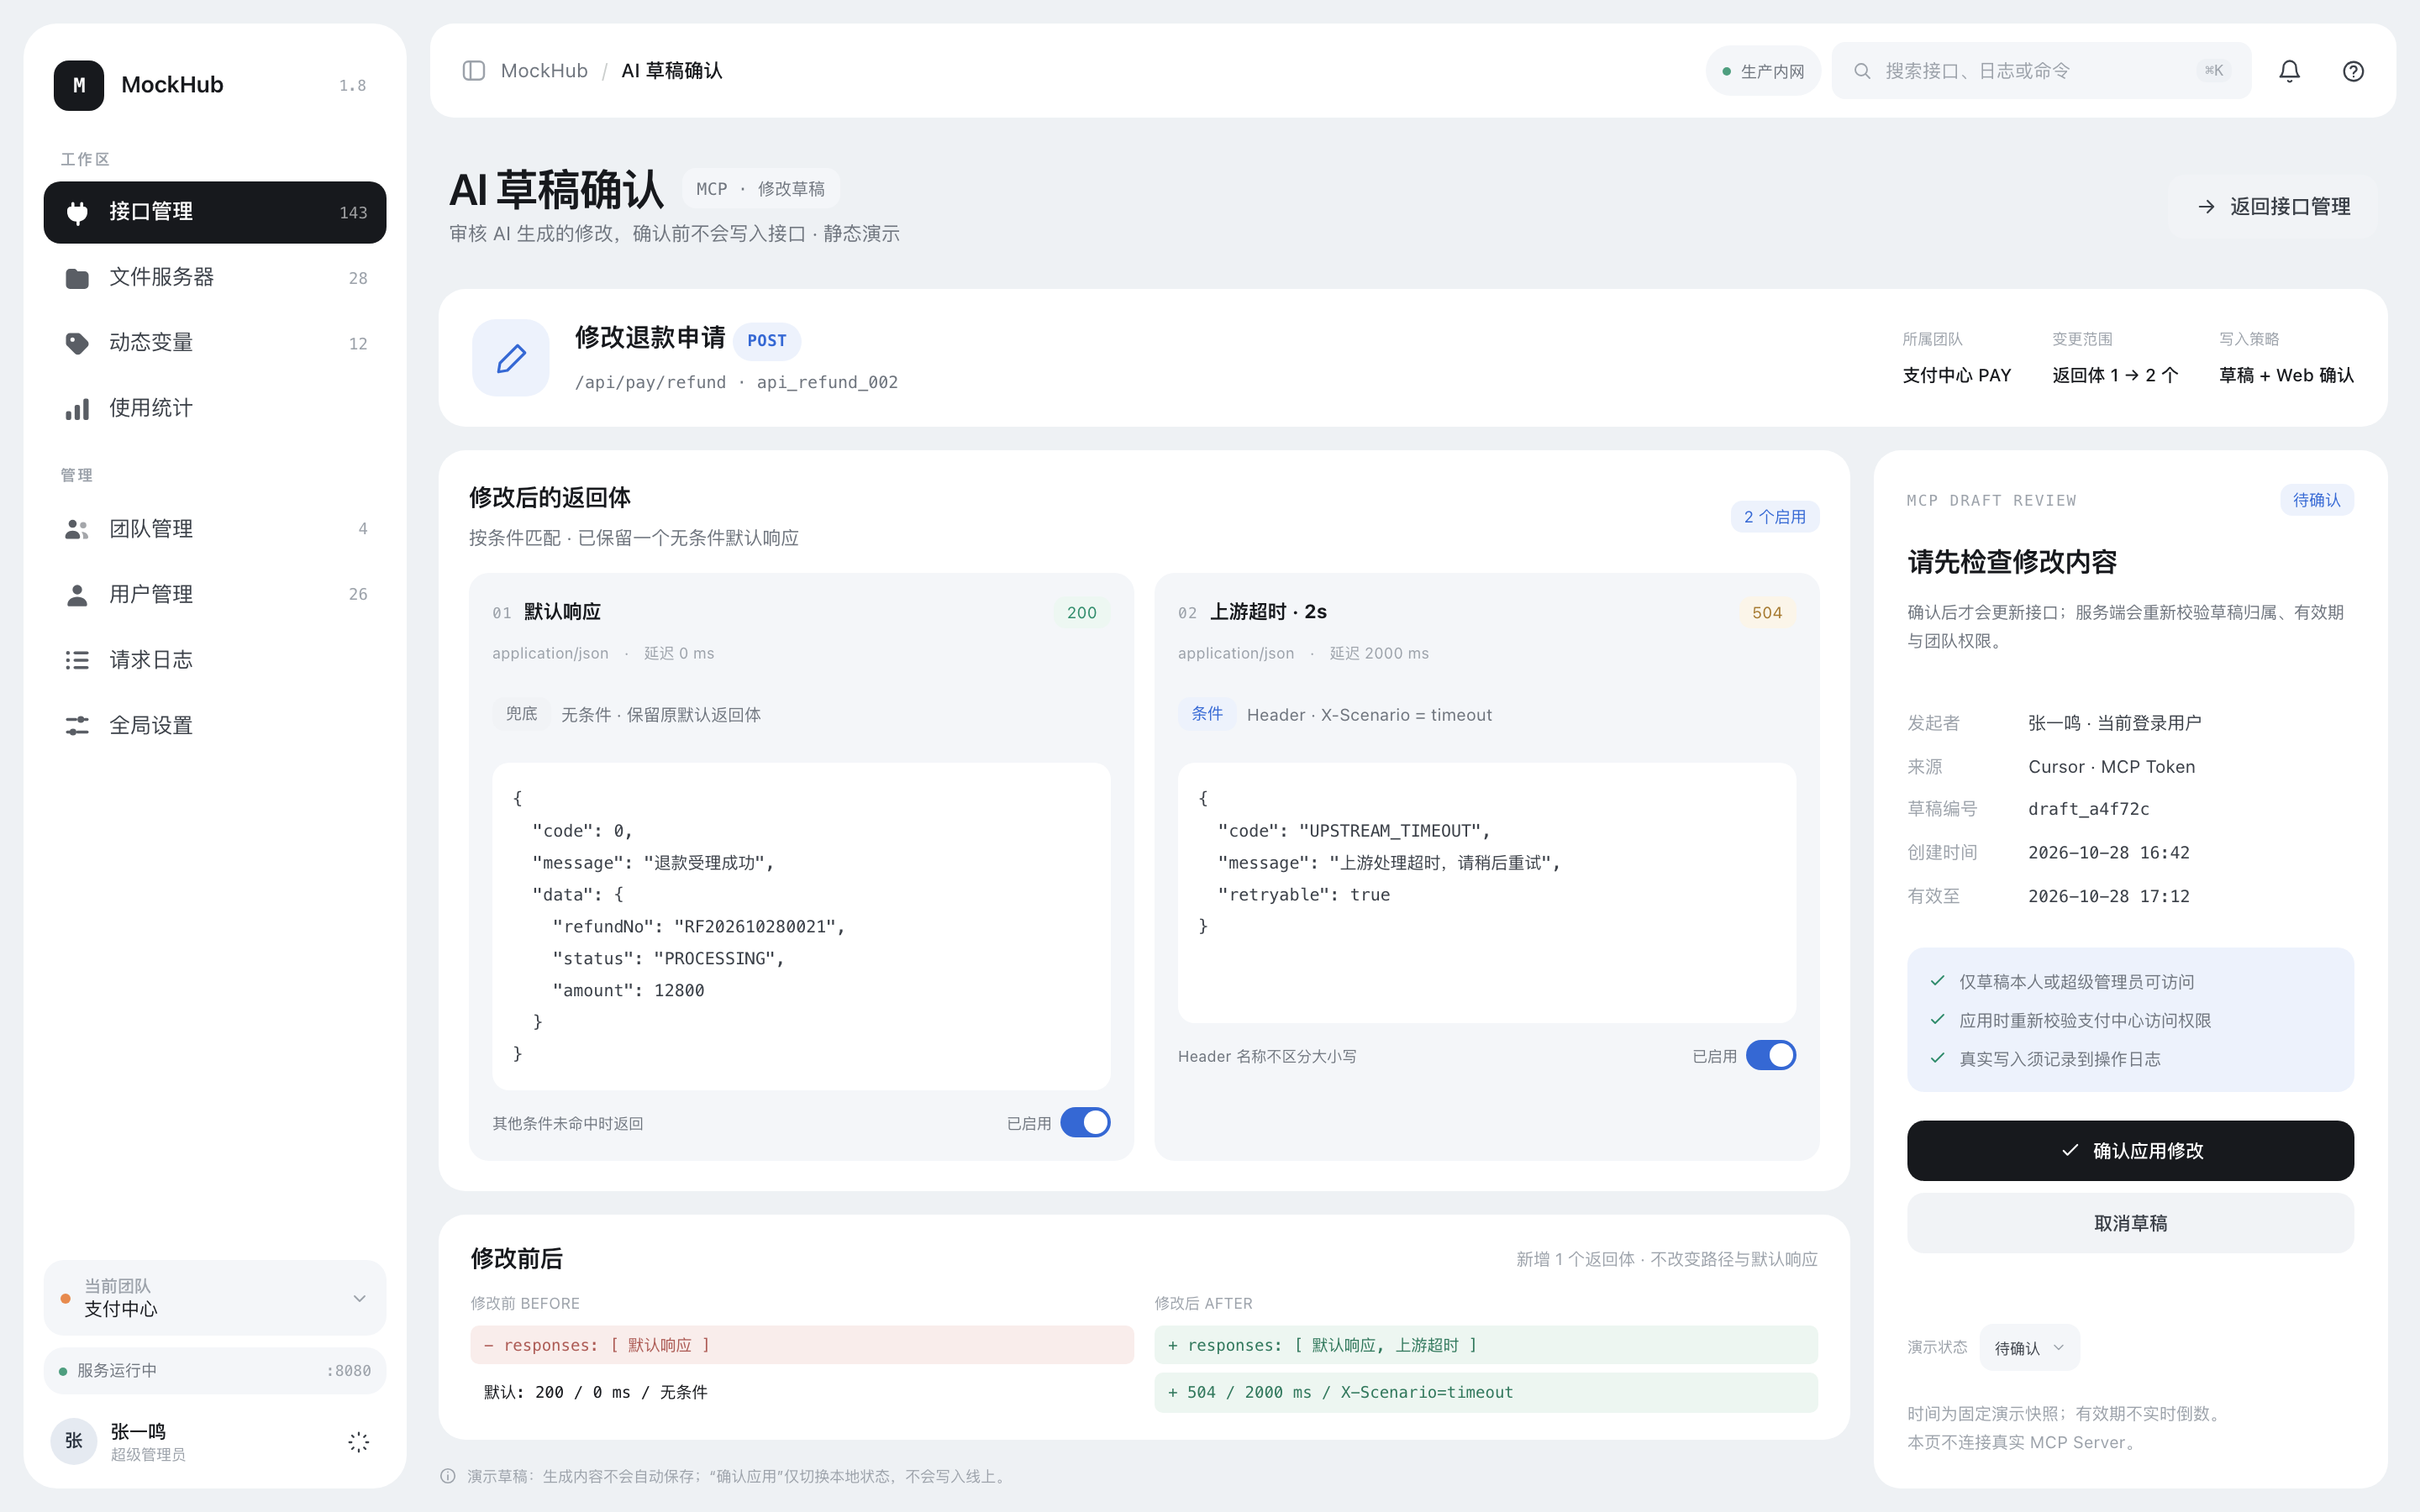 M MockHub 1.8
工作区
接口管理 143
文件服务器 28
动态变量 12
使用统计
管理
团队管理 4
用户管理 26
请求日志
全局设置
当前团队
支付中心
服务运行中 :8080
张 张一鸣
超级管理员
MockHub / AI 草稿确认
生产内网
搜索接口、日志或命令 ⌘K
AI 草稿确认 MCP · 修改草稿
审核 AI 生成的修改，确认前不会写入接口 · 静态演示
→ 返回接口管理
修改退款申请 POST
/api/pay/refund · api_refund_002
所属团队
支付中心 PAY
变更范围
返回体 1 → 2 个
写入策略
草稿 + Web 确认
修改后的返回体
按条件匹配 · 已保留一个无条件默认响应
2 个启用
01 默认响应 200
application/json · 延迟 0 ms
兜底 无条件 · 保留原默认返回体
{
"code": 0,
"message": "退款受理成功",
"data": {
"refundNo": "RF202610280021",
"status": "PROCESSING",
"amount": 12800
}
}
其他条件未命中时返回 已启用
02 上游超时 · 2s 504
application/json · 延迟 2000 ms
条件 Header · X-Scenario = timeout
{
"code": "UPSTREAM_TIMEOUT",
"message": "上游处理超时，请稍后重试",
"retryable": true
}
Header 名称不区分大小写 已启用
修改前后
新增 1 个返回体 · 不改变路径与默认响应
修改前 BEFORE
− responses: [ 默认响应 ]
默认: 200 / 0 ms / 无条件
修改后 AFTER
+ responses: [ 默认响应, 上游超时 ]
+ 504 / 2000 ms / X-Scenario=timeout
演示草稿：生成内容不会自动保存；“确认应用”仅切换本地状态，不会写入线上。
MCP DRAFT REVIEW 待确认
请先检查修改内容
确认后才会更新接口；服务端会重新校验草稿归属、有效期
与团队权限。
发起者 张一鸣 · 当前登录用户
来源 Cursor · MCP Token
草稿编号 draft_a4f72c
创建时间 2026-10-28 16:42
有效至 2026-10-28 17:12
仅草稿本人或超级管理员可访问
应用时重新校验支付中心访问权限
真实写入须记录到操作日志
确认应用修改
取消草稿
演示状态 待确认
时间为固定演示快照；有效期不实时倒数。
本页不连接真实 MCP Server。